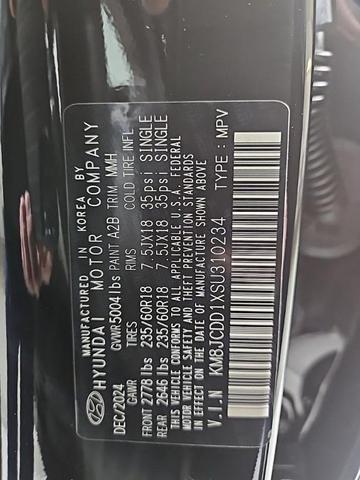 MANUFACTURED IN KOREA BY
HYUNDAI MOTOR COMPANY
DEC/2024 GVWR 5004 lbs PAINT A2B TRIM MMH
GAWR RIMS COLD TIRE INFL.
FRONT 2778 lbs 235/60R18 7.5JX18 35psi SINGLE
REAR 2646 lbs 235/60R18 7.5JX18 35psi SINGLE
THIS VEHICLE CONFORMS TO ALL APPLICABLE U.S.A. FEDERAL
MOTOR VEHICLE SAFETY AND THEFT PREVENTION STANDARDS
IN EFFECT ON THE DATE OF MANUFACTURE SHOWN ABOVE.
V.I.N : KM8JCDD1XSU310234 TYPE : MPV